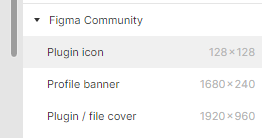 Figma Community
Plugin icon 128×128
Profile banner 1680×240
Plugin / file cover 1920×960